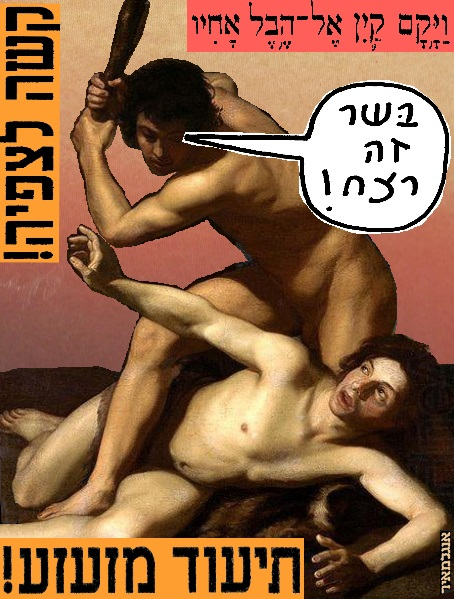 וַיָּקָם קַיִן אֶל־הֶבֶל אָחִיו
קשה לצפיה!
בשר
זה
רצח!
תיעוד מזעזע!